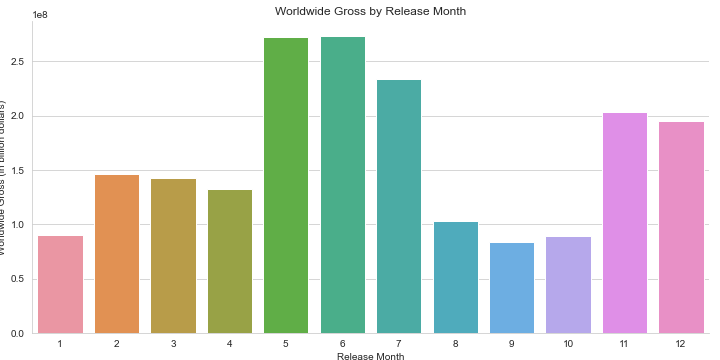 Worldwide Gross by Release Month
1e8
2.5
2.0
1.5
1.0
0.5
0.0
Worldwide Gross (in billion dollars)
1 2 3 4 5 6 7 8 9 10 11 12
Release Month